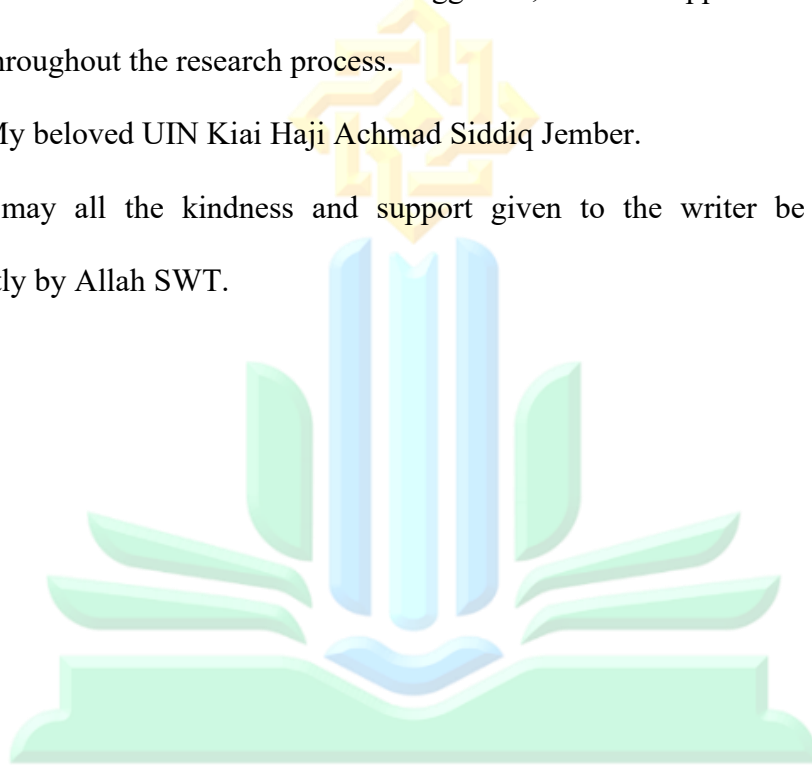 throughout the research process.
My beloved UIN Kiai Haji Achmad Siddiq Jember.
may all the kindness and support given to the writer be
tly by Allah SWT.